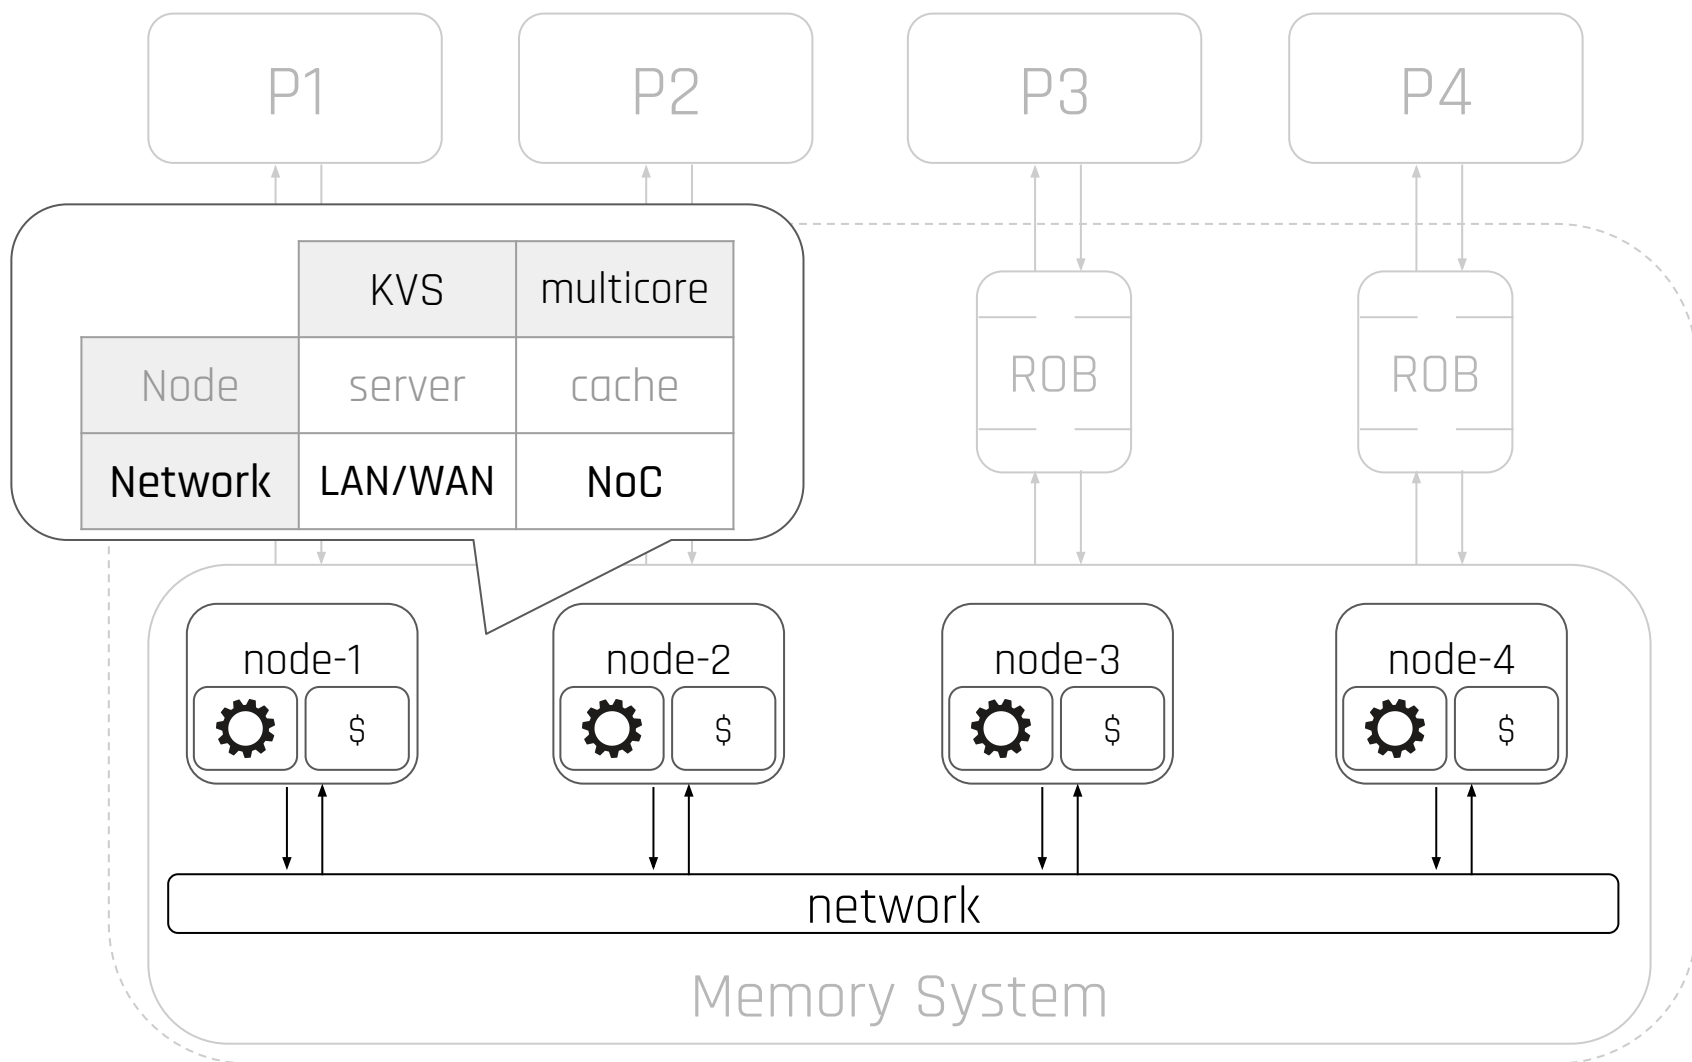 P1 P2 P3 P4
KVS multicore
Node server cache
Network LAN/WAN NoC
ROB ROB
node-1 node-2 node-3 node-4
$ $ $ $
network
Memory System